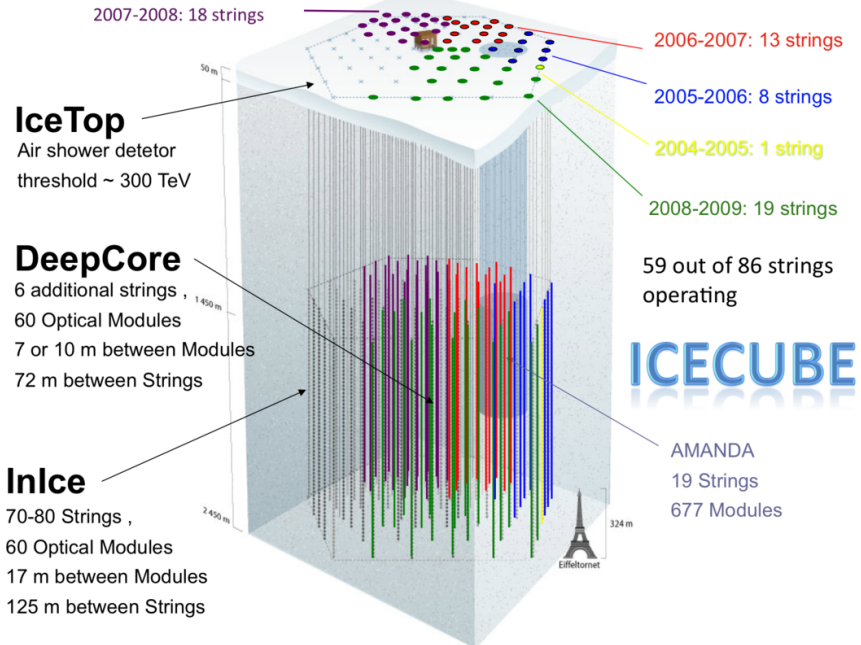 2007-2008: 18 strings
2006-2007: 13 strings
50 m
2005-2006: 8 strings
IceTop
Air shower detetor
threshold ~ 300 TeV
2004-2005: 1 string
2008-2009: 19 strings
DeepCore
6 additional strings ,
60 Optical Modules
7 or 10 m between Modules
72 m between Strings
1 450 m
59 out of 86 strings
operating
ICECUBE
AMANDA
19 Strings
677 Modules
InIce
70-80 Strings ,
60 Optical Modules
17 m between Modules
125 m between Strings
2 450 m
324 m
Eiffeltornet